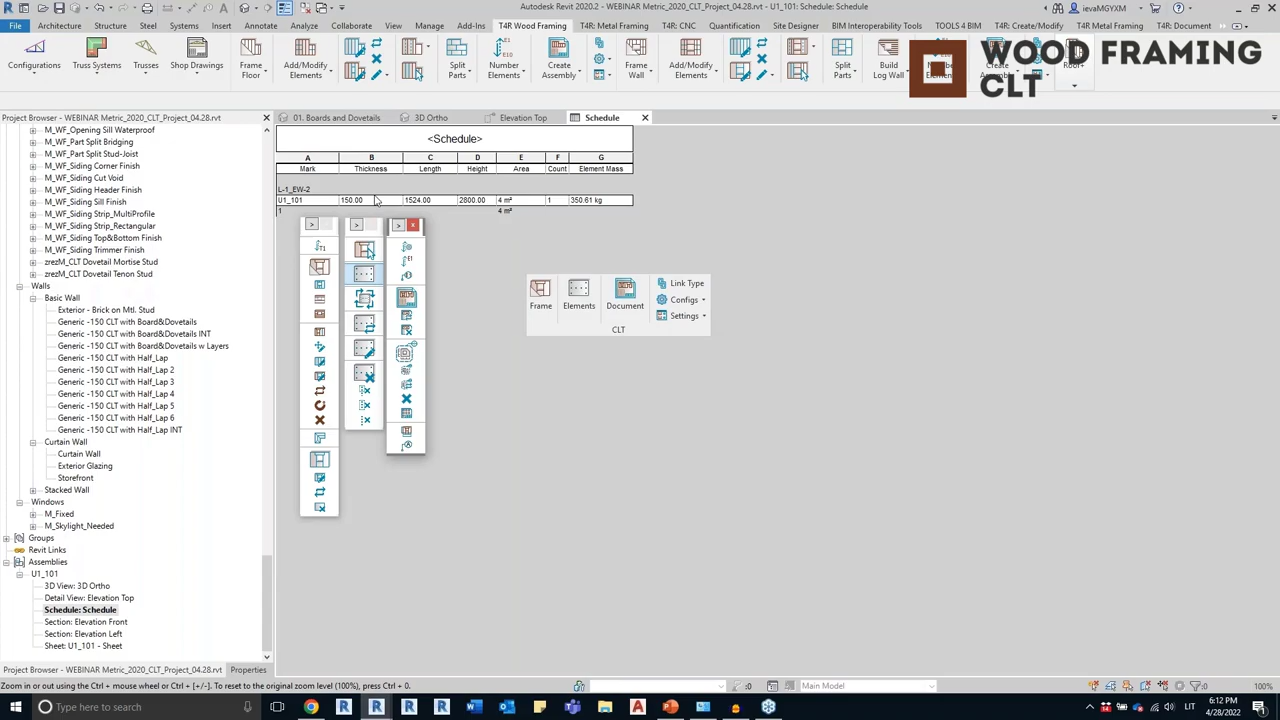 Autodesk Revit 2020.2 - WEBINAR Metric_2020_CLT_Project_04.28.rvt - U1_101: Schedule: Schedule
ievaMGYXM
File Architecture Structure Steel Systems Insert Annotate Analyze Collaborate View Manage Add-Ins T4R Wood Framing T4R: Metal Framing T4R: CNC Quantification Site Designer BIM Interoperability Tools TOOLS 4 BIM T4R: Create/Modify T4R Metal Framing T4R: Document
Configurations
Truss Systems
Trusses
Shop Drawings
Frame
Floor
Add/Modify
Elements
Split
Parts
Number
Elements
Create
Assembly
Frame
Wall
Add/Modify
Elements
Split
Parts
Build
Log Wall
WOOD FRAMING
CLT
Project Browser - WEBINAR Metric_2020_CLT_Project_04.28.rvt
01. Boards and Dovetails
3D Ortho
Elevation Top
Schedule
M_WF_Opening Sill Waterproof
M_WF_Part Split Bridging
M_WF_Part Split Stud-Joist
M_WF_Siding Corner Finish
M_WF_Siding Cut Void
M_WF_Siding Header Finish
M_WF_Siding Sill Finish
M_WF_Siding Strip_MultiProfile
M_WF_Siding Strip_Rectangular
M_WF_Siding Top&Bottom Finish
M_WF_Siding Trimmer Finish
zrezM_CLT Dovetail Mortise Stud
zrezM_CLT Dovetail Tenon Stud
Walls
Basic Wall
Exterior - Brick on Mtl. Stud
Generic -150 CLT with Board&Dovetails
Generic -150 CLT with Board&Dovetails INT
Generic -150 CLT with Board&Dovetails w Layers
Generic -150 CLT with Half_Lap
Generic -150 CLT with Half_Lap 2
Generic -150 CLT with Half_Lap 3
Generic -150 CLT with Half_Lap 4
Generic -150 CLT with Half_Lap 5
Generic -150 CLT with Half_Lap 6
Generic -150 CLT with Half_Lap INT
Curtain Wall
Curtain Wall
Exterior Glazing
Storefront
Stacked Wall
Windows
M_Fixed
M_Skylight_Needed
Groups
Revit Links
Assemblies
U1_101
3D View: 3D Ortho
Detail View: Elevation Top
Schedule: Schedule
Section: Elevation Front
Section: Elevation Left
Sheet: U1_101 - Sheet
<Schedule>
A B C D E F G
Mark Thickness Length Height Area Count Element Mass
L-1_EW-2
U1_101 150.00 1524.00 2800.00 4 m² 1 350.61 kg
1 4 m²
Frame
Elements
Document
Link Type
Configs
Settings
CLT
Project Browser - WEBINAR Metric_2020_CLT_Project_04.28.rvt Properties
Zoom in or out using the Ctrl + mouse wheel or Ctrl + [+/-]. To reset to the original zoom level (100%), press Ctrl + 0.
:0
Main Model
:0
100%
Type here to search
LIT
6:12 PM
4/28/2022